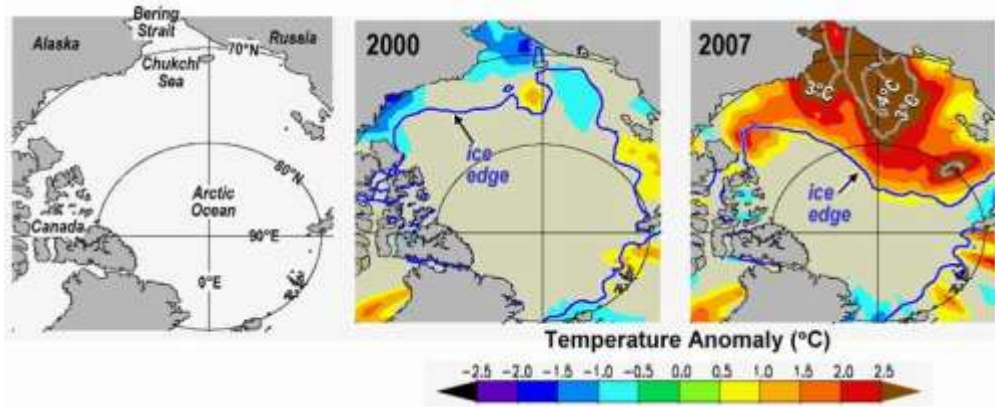 Bering
Strait
Alaska
Russia
70°N
Chukchi
Sea
80°N
Arctic
Ocean
Canada
90°E
0°E
2000
ice
edge
2007
3°C
4°C
2°C
ice
edge
Temperature Anomaly (°C)
-2.5 -2.0 -1.5 -1.0 -0.5 0.0 0.5 1.0 1.5 2.0 2.5